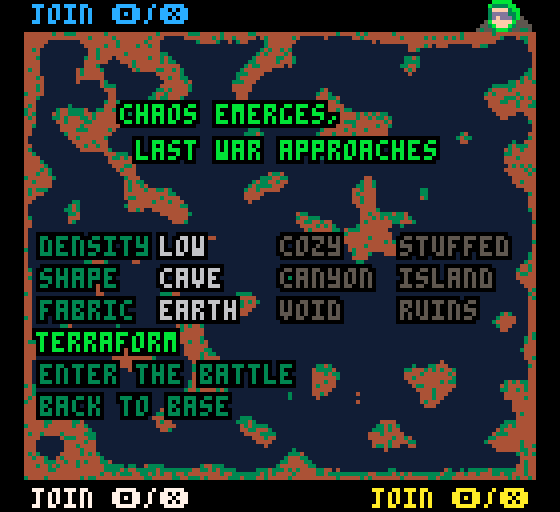 JOIN 🅾/❎
CHAOS EMERGES,
LAST WAR APPROACHES
DENSITY LOW COZY STUFFED
SHAPE CAVE CANYON ISLAND
FABRIC EARTH VOID RUINS
TERRAFORM
ENTER THE BATTLE
BACK TO BASE
JOIN 🅾/❎ JOIN 🅾/❎